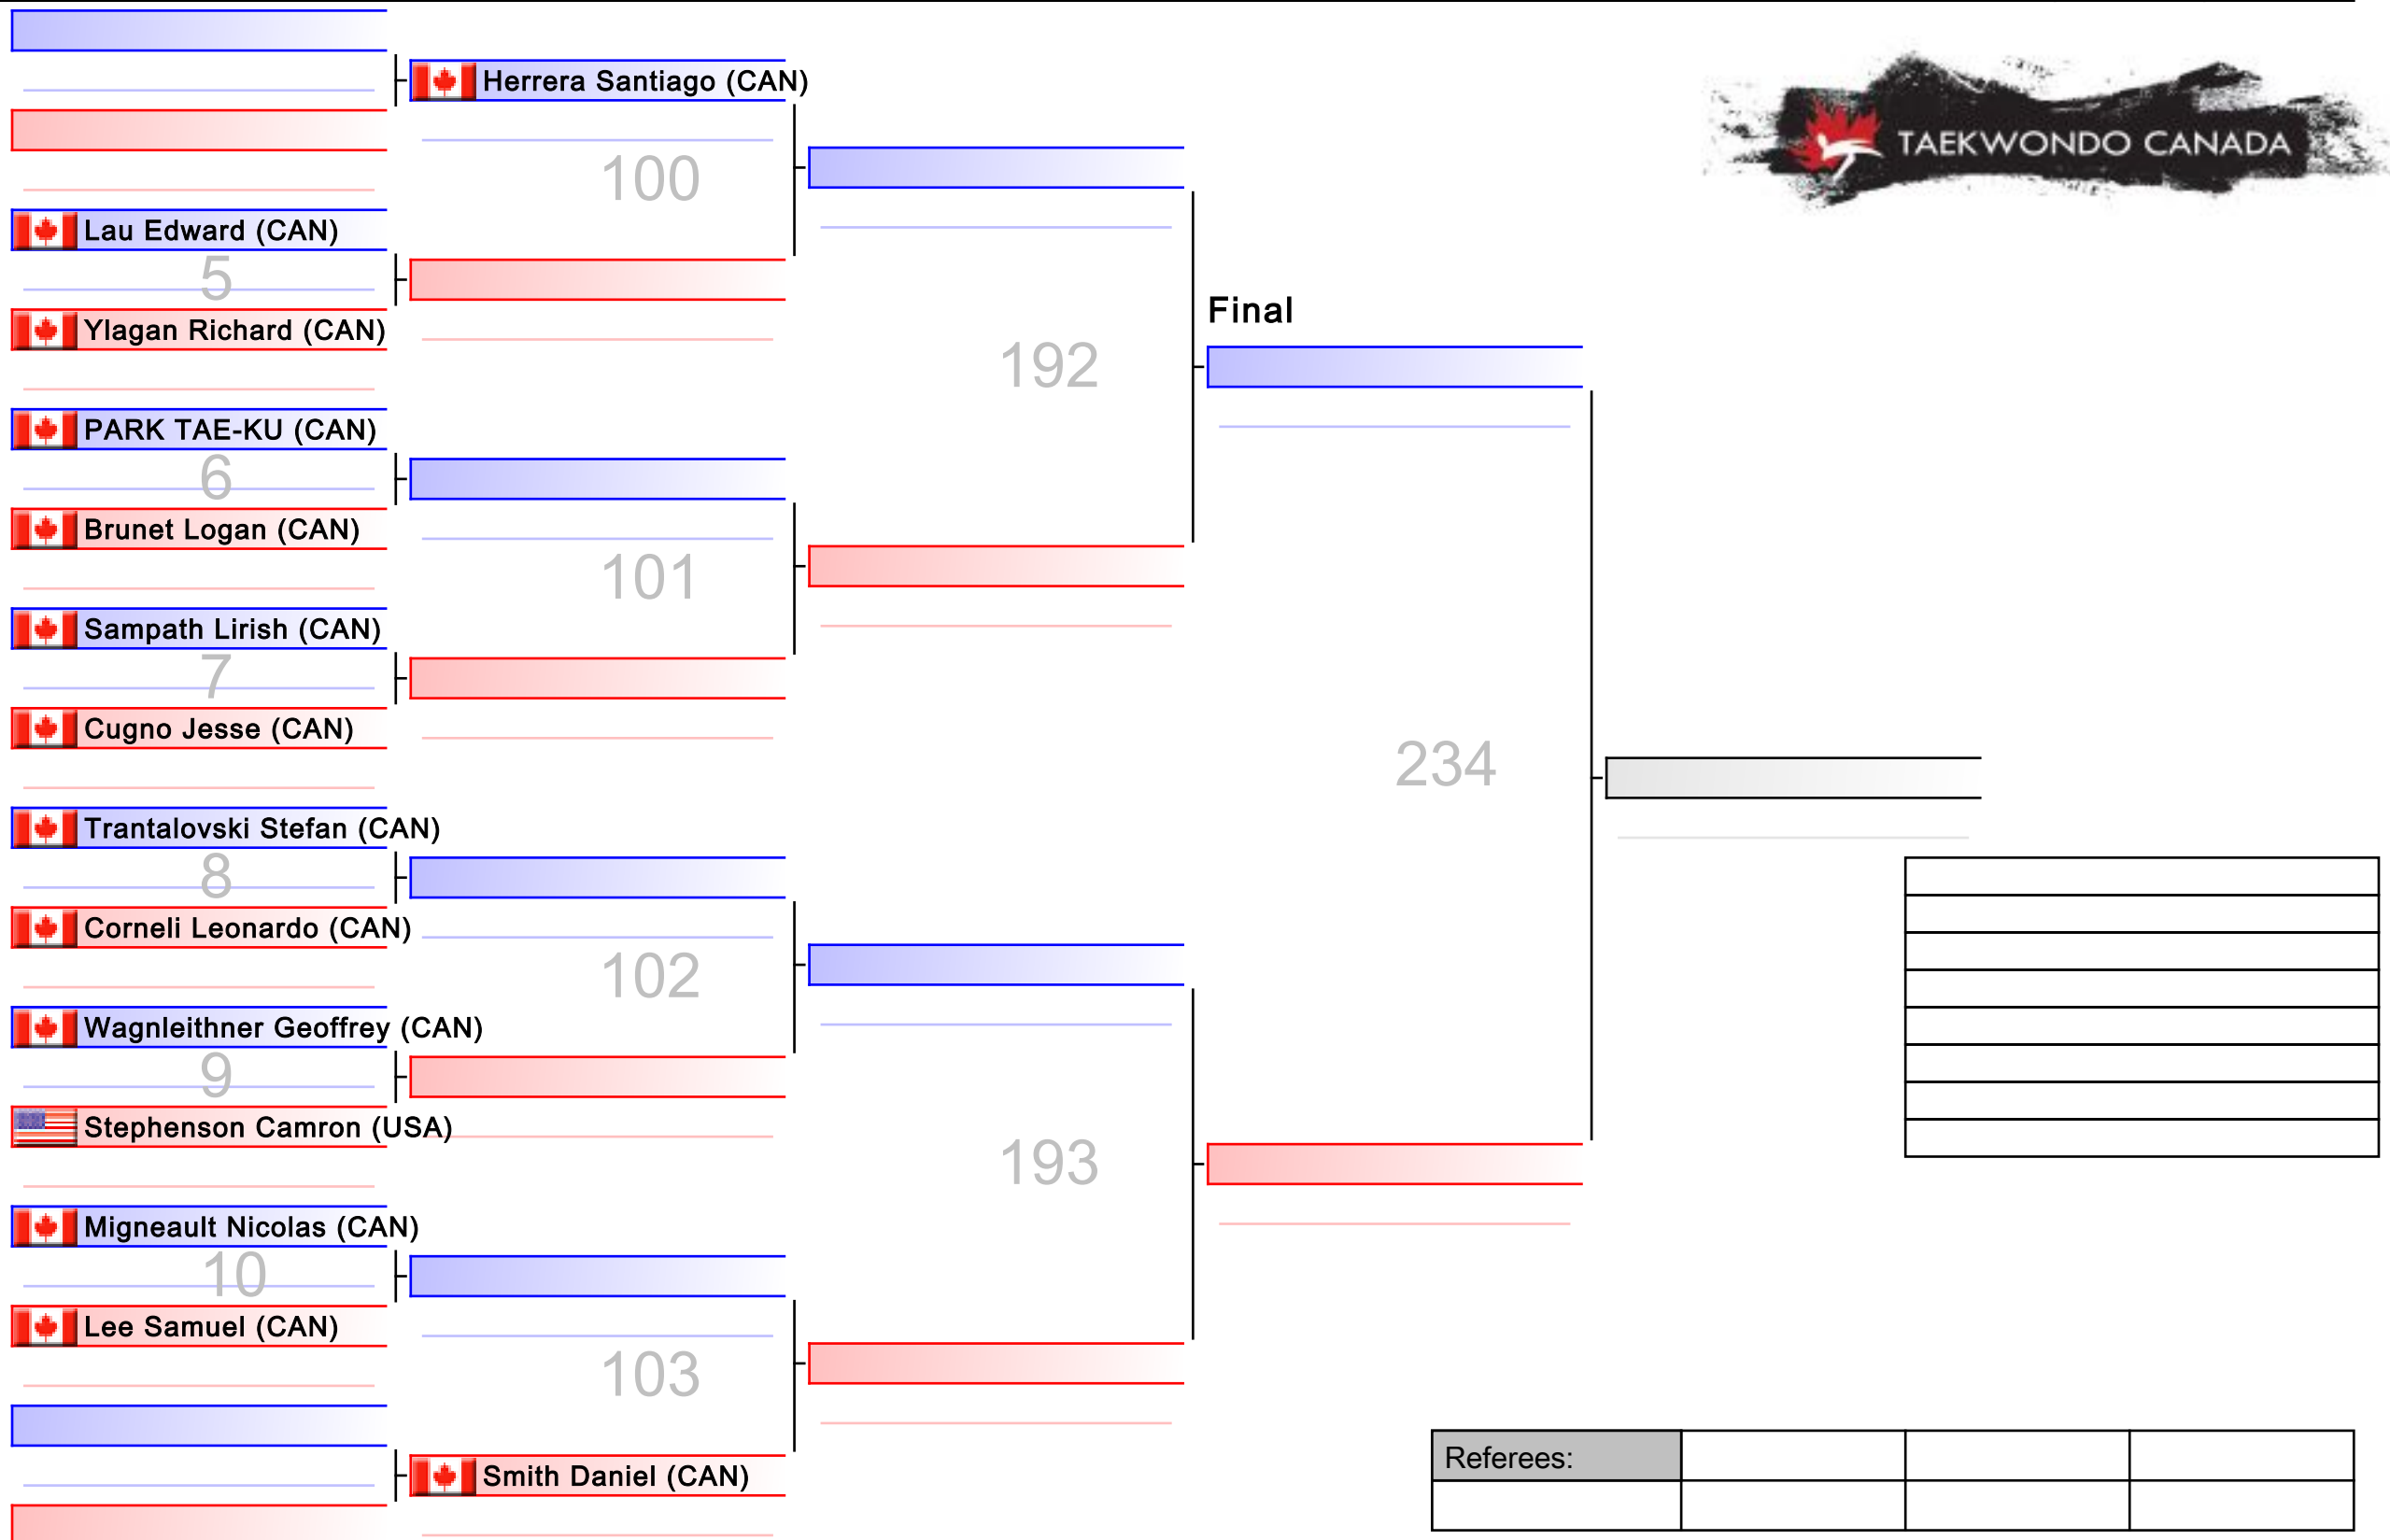 Herrera Santiago (CAN)
TAEKWONDO CANADA
100
Lau Edward (CAN)
5
Ylagan Richard (CAN)
Final
192
PARK TAE-KU (CAN)
6
Brunet Logan (CAN)
101
Sampath Lirish (CAN)
7
Cugno Jesse (CAN)
234
Trantalovski Stefan (CAN)
8
Corneli Leonardo (CAN)
102
Wagnleithner Geoffrey (CAN)
9
Stephenson Camron (USA)
193
Migneault Nicolas (CAN)
10
Lee Samuel (CAN)
103
Referees:
Smith Daniel (CAN)